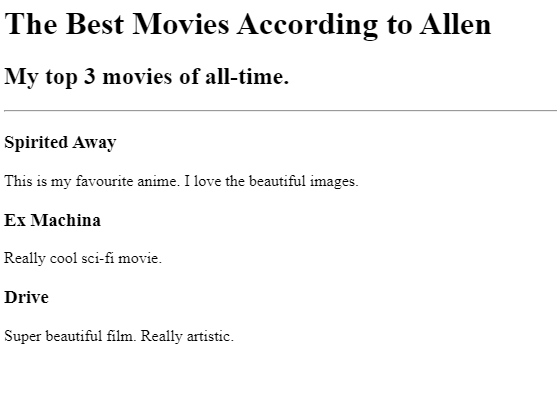 The Best Movies According to Allen
My top 3 movies of all-time.
Spirited Away
This is my favourite anime. I love the beautiful images.
Ex Machina
Really cool sci-fi movie.
Drive
Super beautiful film. Really artistic.